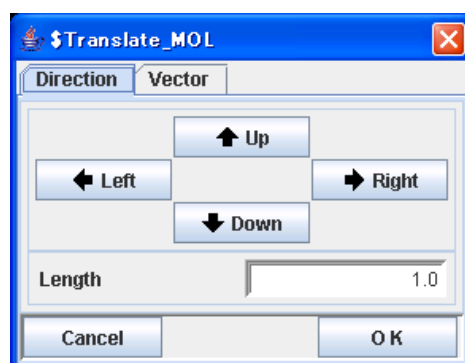 $Translate_MOL
Direction Vector
Up
Left Right
Down
Length 1.0
Cancel OK